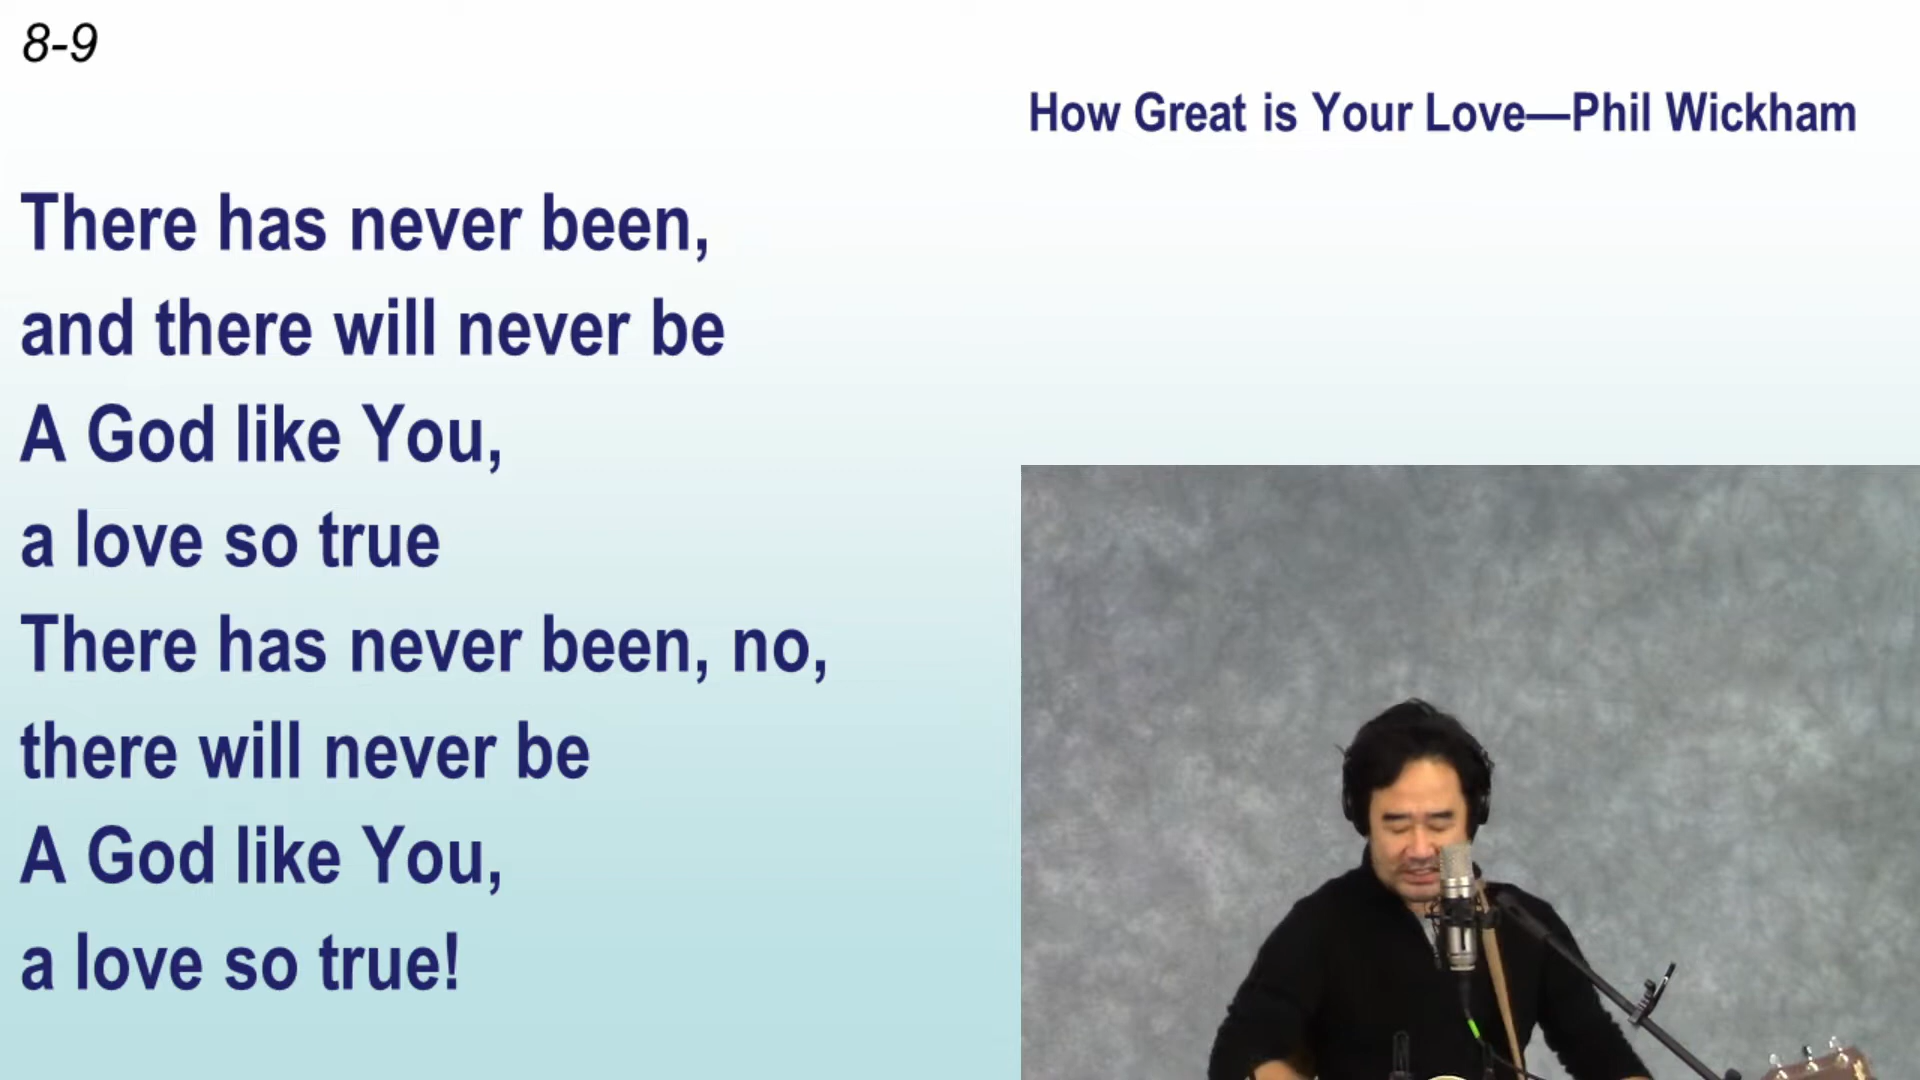 8-9
How Great is Your Love—Phil Wickham
There has never been,
and there will never be
A God like You,
a love so true
There has never been, no,
there will never be
A God like You,
a love so true!